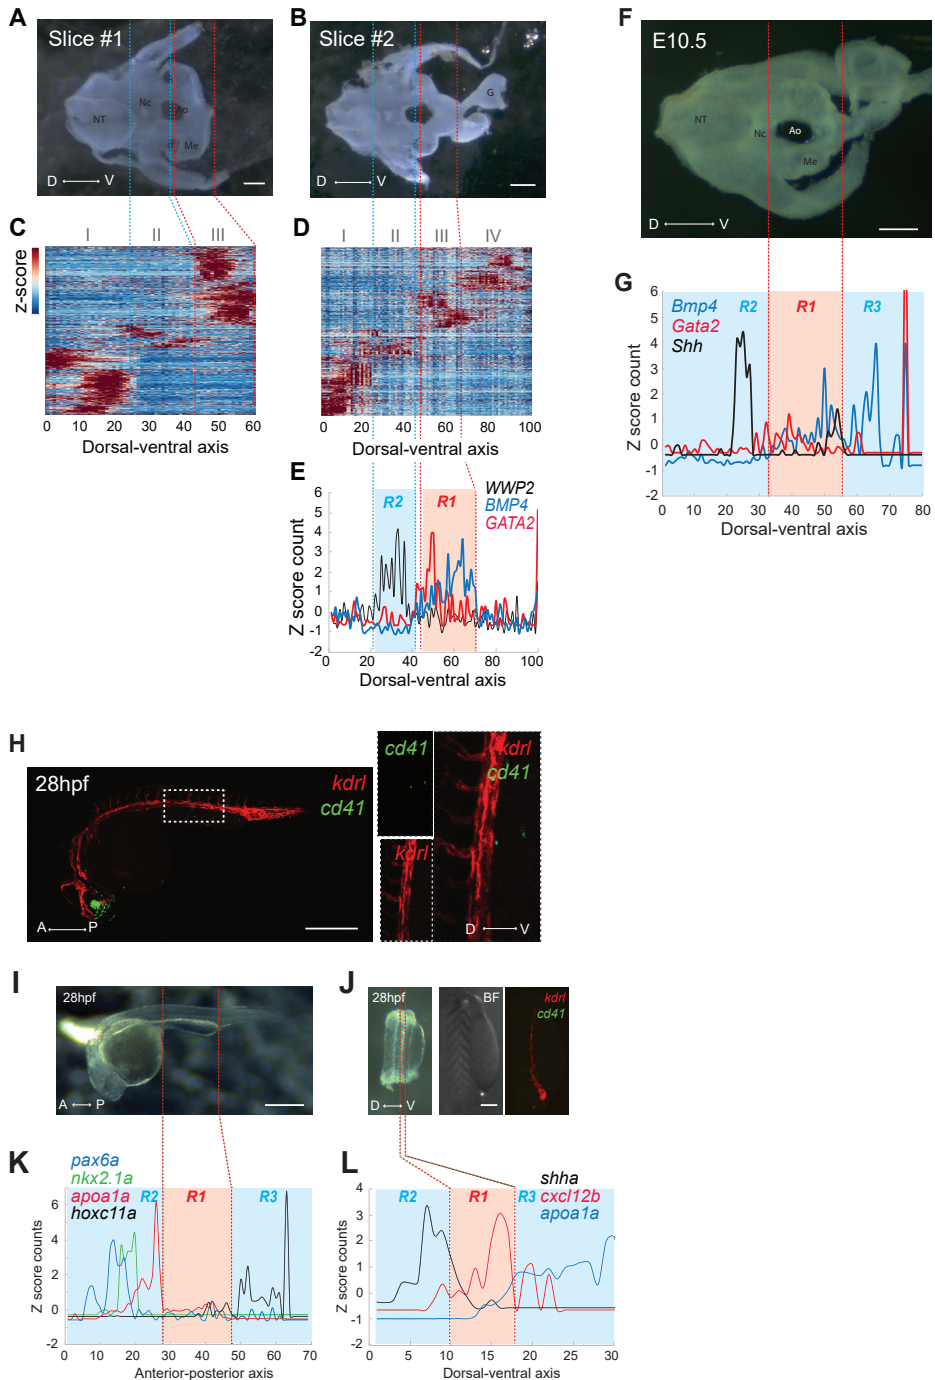 A
Slice #1
NT
Nc
Ao
Me
D V
B
Slice #2
G
D V
F
E10.5
NT
Nc
Ao
Me
D V
C
z-score
I II III
0 20 40 60 80 100
Dorsal-ventral axis
D
I II III IV
0 20 40 60 80 100
Dorsal-ventral axis
E
R2 R1
WWP2
BMP4
GATA2
Z score count
6
5
4
3
2
1
0
-1
-2
0 20 40 60 80 100
Dorsal-ventral axis
G
Bmp4 R2 R1 R3
Gata2
Shh
Z score count
6
5
4
3
2
1
0
-1
-2
0 10 20 30 40 50 60 70 80
Dorsal-ventral axis
H
28hpf
kdrl
cd41
A P
cd41
kdrl
kdrl
cd41
D V
I
28hpf
A P
J
28hpf
D V
BF
kdrl
cd41
K
pax6a
nkx2.1a
apoa1a R2 R1 R3
hoxc11a
Z score counts
6
4
2
0
-2
0 10 20 30 40 50 60 70
Anterior-posterior axis
L
shha
R2 R1 R3 cxcl12b
apoa1a
Z score counts
4
3
2
1
0
-1
-2
0 5 10 15 20 25 30
Dorsal-ventral axis